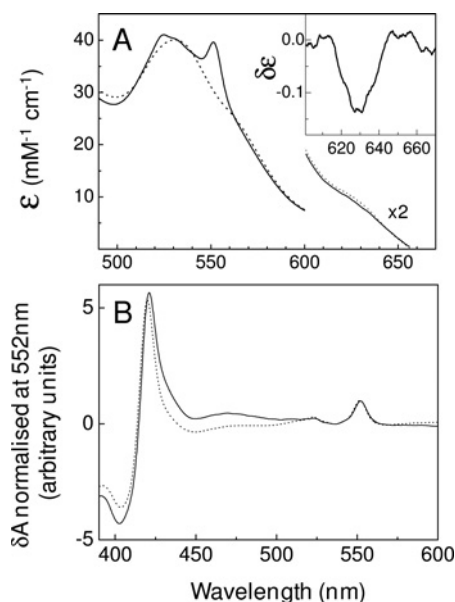 A
ε (mM⁻¹ cm⁻¹)
50
40
30
20
10
500 550 600 650
x2
δε
0.0
-0.1
620 640 660
B
δA normalised at 552nm
(arbitrary units)
5
0
-5
400 450 500 550 600
Wavelength (nm)